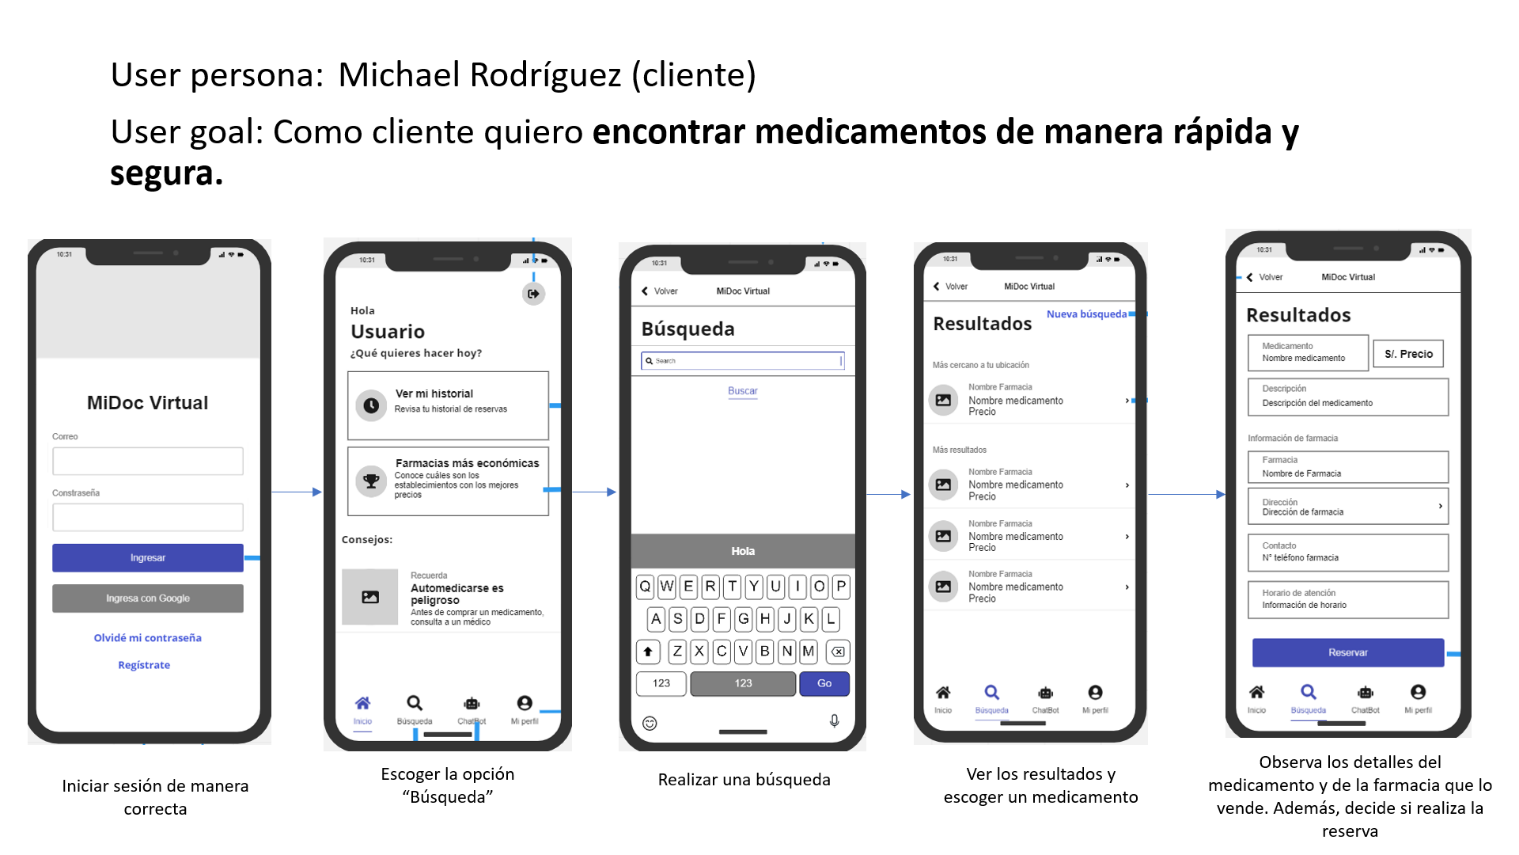 User persona: Michael Rodríguez (cliente)
User goal: Como cliente quiero encontrar medicamentos de manera rápida y
segura.
10:31
MiDoc Virtual
Correo
Constraseña
Ingresar
Ingresa con Google
Olvidé mi contraseña
Regístrate
Iniciar sesión de manera
correcta
10:31
Hola
Usuario
¿Qué quieres hacer hoy?
Ver mi historial
Revisa tu historial de reservas
Farmacias más económicas
Conoce cuáles son los
establecimientos con los mejores
precios
Consejos:
Recuerda
Automedicarse es
peligroso
Antes de comprar un medicamento,
consulta a un médico
Inicio Búsqueda ChatBot Mi perfil
Escoger la opción
“Búsqueda”
10:31
Volver MiDoc Virtual
Búsqueda
Search
Buscar
Hola
Q W E R T Y U I O P
A S D F G H J K L
Z X C V B N M
123 123 Go
Realizar una búsqueda
10:31
Volver MiDoc Virtual
Nueva búsqueda
Resultados
Más cercano a tu ubicación
Nombre Farmacia
Nombre medicamento
Precio
Más resultados
Nombre Farmacia
Nombre medicamento
Precio
Nombre Farmacia
Nombre medicamento
Precio
Nombre Farmacia
Nombre medicamento
Precio
Inicio Búsqueda ChatBot Mi perfil
Ver los resultados y
escoger un medicamento
10:31
Volver MiDoc Virtual
Resultados
Medicamento
Nombre medicamento
S/. Precio
Descripción
Descripción del medicamento
Información de farmacia
Farmacia
Nombre de Farmacia
Dirección
Dirección de farmacia
Contacto
N° teléfono farmacia
Horario de atención
Información de horario
Reservar
Inicio Búsqueda ChatBot Mi perfil
Observa los detalles del
medicamento y de la farmacia que lo
vende. Además, decide si realiza la
reserva